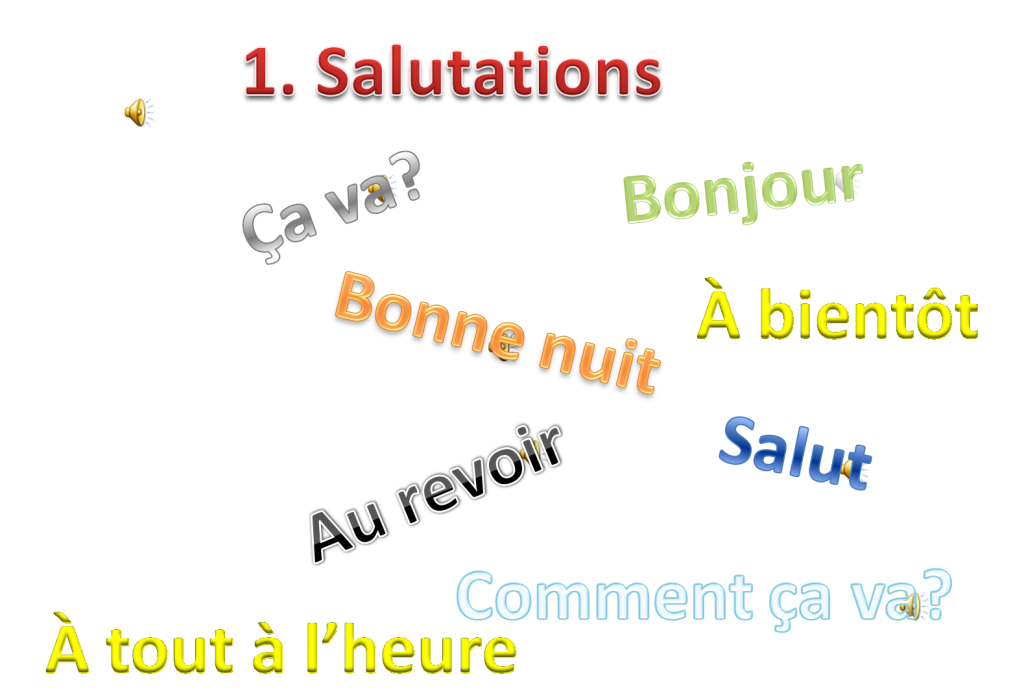 1. Salutations
Ça va?
Bonjour
Bonne nuit
À bientôt
Au revoir
Salut
Comment ça va?
À tout à l’heure